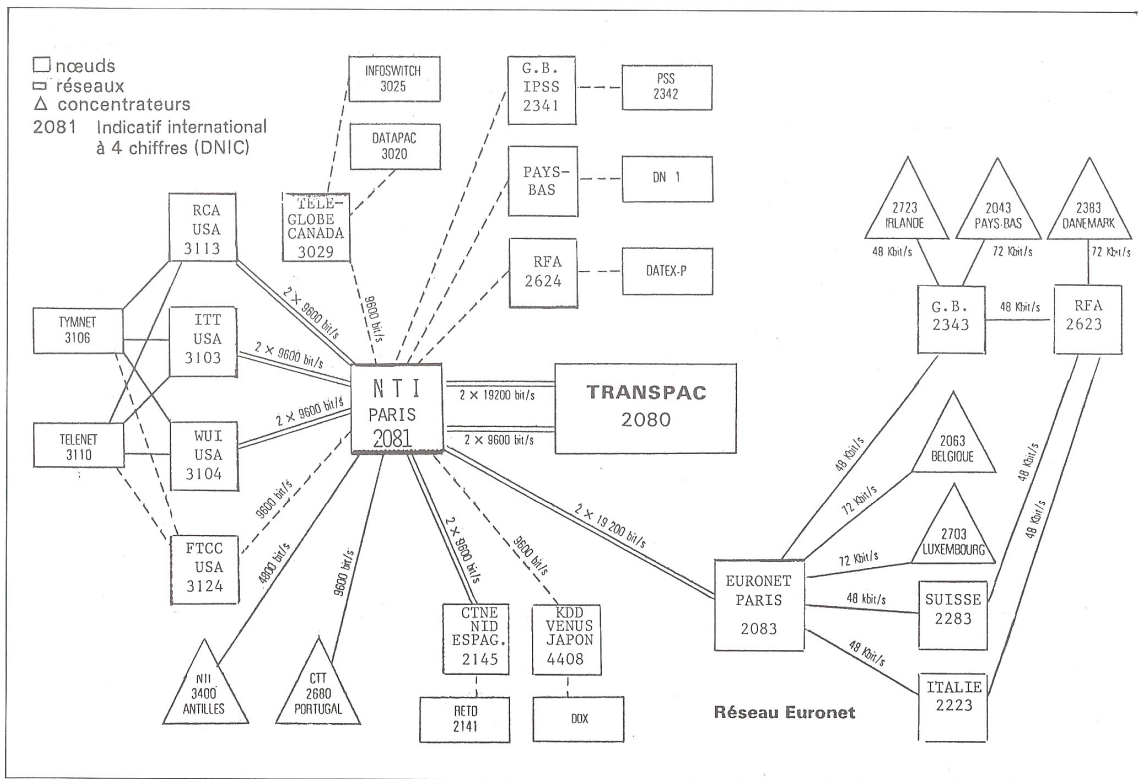 nœuds
réseaux
concentrateurs
2081 Indicatif international
à 4 chiffres (DNIC)
INFOSWITCH
3025
DATAPAC
3020
TÉLÉ-
GLOBE
CANADA
3029
G.B.
IPSS
2341
PSS
2342
PAYS-
BAS
DN 1
RFA
2624
DATEX-P
RCA
USA
3113
TYMNET
3106
ITT
USA
3103
TELENET
3110
WUI
USA
3104
FTCC
USA
3124
2 × 9600 bit/s
2 × 9600 bit/s
2 × 9600 bit/s
9600 bit/s
9600 bit/s
4800 bit/s
9600 bit/s
2 × 9600 bit/s
9600 bit/s
NTI
PARIS
2081
2 × 19200 bit/s
2 × 9600 bit/s
TRANSPAC
2080
2 × 19 200 bit/s
NTI
3400
ANTILLES
CTT
2680
PORTUGAL
CTNE
NID
ESPAG.
2145
RETD
2141
KDD
VENUS
JAPON
4408
DDX
2723
IRLANDE
2043
PAYS-BAS
2383
DANEMARK
48 Kbit/s
72 Kbit/s
72 Kbit/s
G.B.
2343
48 Kbit/s
RFA
2623
2063
BELGIQUE
2703
LUXEMBOURG
48 Kbit/s
72 Kbit/s
72 Kbit/s
48 Kbit/s
48 Kbit/s
48 Kbit/s
48 Kbit/s
EURONET
PARIS
2083
SUISSE
2283
ITALIE
2223
Réseau Euronet